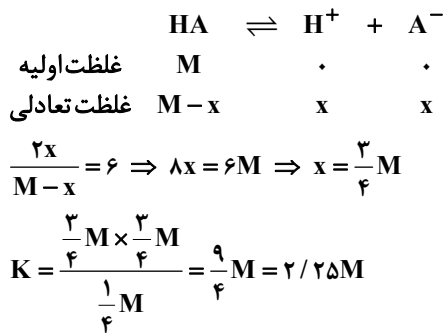 HA ⇌ H⁺ + A⁻
غلظت اولیه M ۰ ۰
غلظت تعادلی M − x x x
۲x / (M − x) = ۶ ⇒ ۸x = ۶M ⇒ x = ۳/۴ M
K = (۳/۴ M × ۳/۴ M) / (۱/۴ M) = ۹/۴ M = ۲/۲۵M